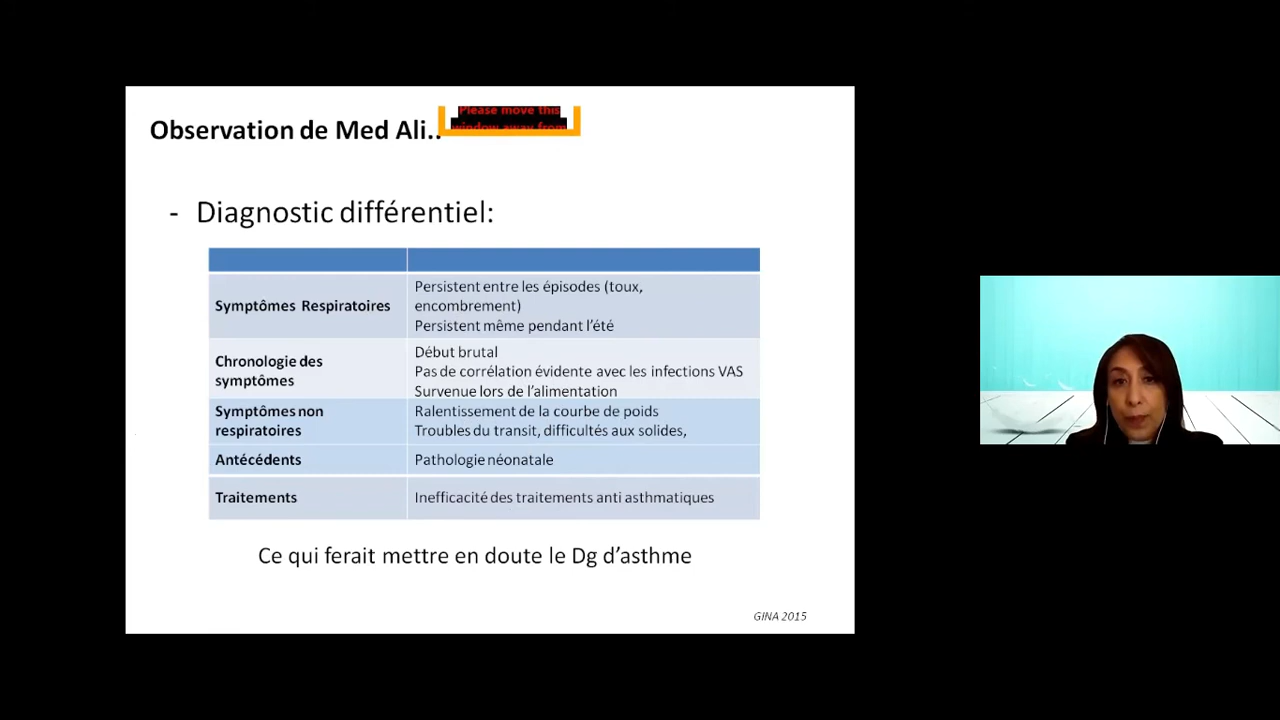 Observation de Med Ali..
Please move this
window away from
- Diagnostic différentiel:
Symptômes Respiratoires
Persistent entre les épisodes (toux,
encombrement)
Persistent même pendant l'été
Chronologie des
symptômes
Début brutal
Pas de corrélation évidente avec les infections VAS
Survenue lors de l'alimentation
Symptômes non
respiratoires
Ralentissement de la courbe de poids
Troubles du transit, difficultés aux solides,
Antécédents
Pathologie néonatale
Traitements
Inefficacité des traitements anti asthmatiques
Ce qui ferait mettre en doute le Dg d'asthme
GINA 2015